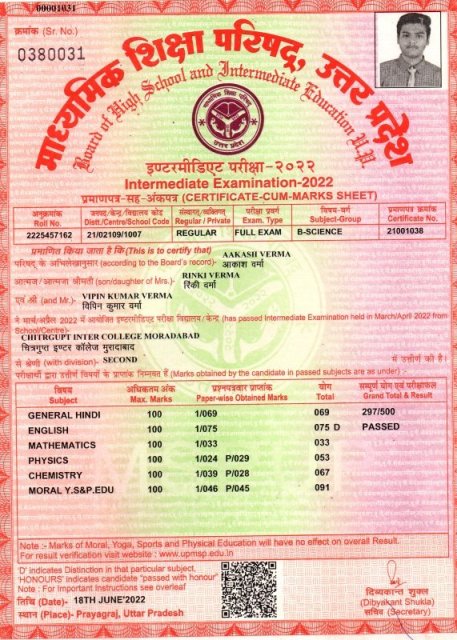 00001031
क्रमांक (Sr. No.)
0380031
माध्यमिक शिक्षा परिषद्, उत्तर प्रदेश
Board of High School and Intermediate Education U.P.
इण्टरमीडिएट परीक्षा-२०२२
Intermediate Examination-2022
प्रमाणपत्र-सह-अंकपत्र (CERTIFICATE-CUM-MARKS SHEET)
अनुक्रमांक जनपद/केन्द्र/विद्यालय कोड संस्थागत/व्यक्तिगत परीक्षा प्रवर्ग विषय-वर्ग प्रमाणपत्र क्रमांक
Roll No. Distt./Centre/School Code Regular / Private Exam. Type Subject-Group Certificate No.
2225457162 21/02109/1007 REGULAR FULL EXAM B-SCIENCE 21001038
प्रमाणित किया जाता है कि (This is to certify that) AAKASH VERMA
परिषद् के अभिलेखानुसार (according to the Board's record)- आकाश वर्मा
RINKI VERMA
आत्मज / आत्मजा श्रीमती (son/daughter of Mrs.)- रिंकी वर्मा
VIPIN KUMAR VERMA
एवं श्री (and Mr.)- विपिन कुमार वर्मा
ने मार्च/अप्रैल 2022 में आयोजित इण्टरमीडिएट परीक्षा विद्यालय/केन्द्र (has passed Intermediate Examination held in March/April 2022 from
School/Centre)-
CHITRGUPT INTER COLLEGE MORADABAD
चित्रगुप्त इण्टर कॉलेज मुरादाबाद
से श्रेणी (with division)- SECOND में उत्तीर्ण की है।
परीक्षार्थी द्वारा उत्तीर्ण विषयों के प्राप्तांक निम्नवत हैं (Marks obtained by the candidate in passed subjects are as under) :-
विषय अधिकतम अंक प्रश्नपत्रवार प्राप्तांक योग सम्पूर्ण योग एवं परीक्षाफल
Subject Max. Marks Paper-wise Obtained Marks Total Grand Total & Result
GENERAL HINDI 100 1/069 069 297/500
ENGLISH 100 1/075 075 D PASSED
MATHEMATICS 100 1/033 033
PHYSICS 100 1/024 P/029 053
CHEMISTRY 100 1/039 P/028 067
MORAL Y.S&P.EDU 100 1/046 P/045 091
Note :- Marks of Moral, Yoga, Sports and Physical Education will have no effect on overall Result.
For result verification visit website : www.upmsp.edu.in
'D' indicates Distinction in that particular subject.
'HONOURS' indicates candidate "passed with honour"
Note : For Important Instructions see overleaf
तिथि (Date)- 18TH JUNE'2022
स्थान (Place)- Prayagraj, Uttar Pradesh
दिव्यकान्त शुक्ल
(Dibyakant Shukla)
सचिव (Secretary)